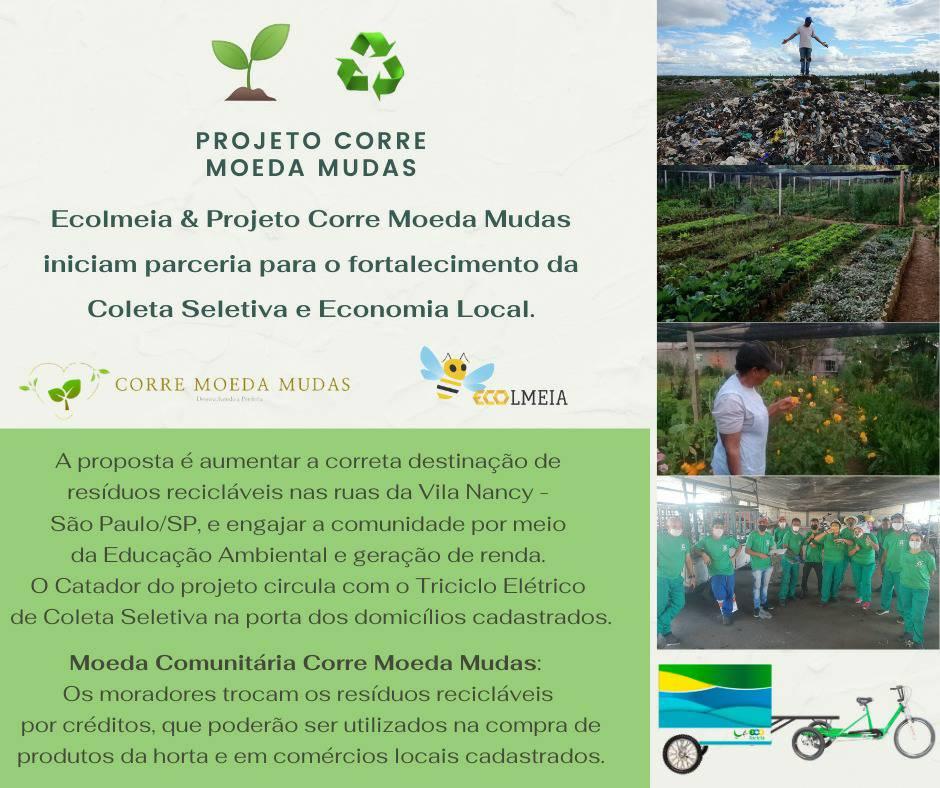 PROJETO CORRE
MOEDA MUDAS
Ecolmeia & Projeto Corre Moeda Mudas
iniciam parceria para o fortalecimento da
Coleta Seletiva e Economia Local.
CORRE MOEDA MUDAS
ECOLMEIA
A proposta é aumentar a correta destinação de
resíduos recicláveis nas ruas da Vila Nancy -
São Paulo/SP, e engajar a comunidade por meio
da Educação Ambiental e geração de renda.
O Catador do projeto circula com o Triciclo Elétrico
de Coleta Seletiva na porta dos domicílios cadastrados.
Moeda Comunitária Corre Moeda Mudas:
Os moradores trocam os resíduos recicláveis
por créditos, que poderão ser utilizados na compra de
produtos da horta e em comércios locais cadastrados.